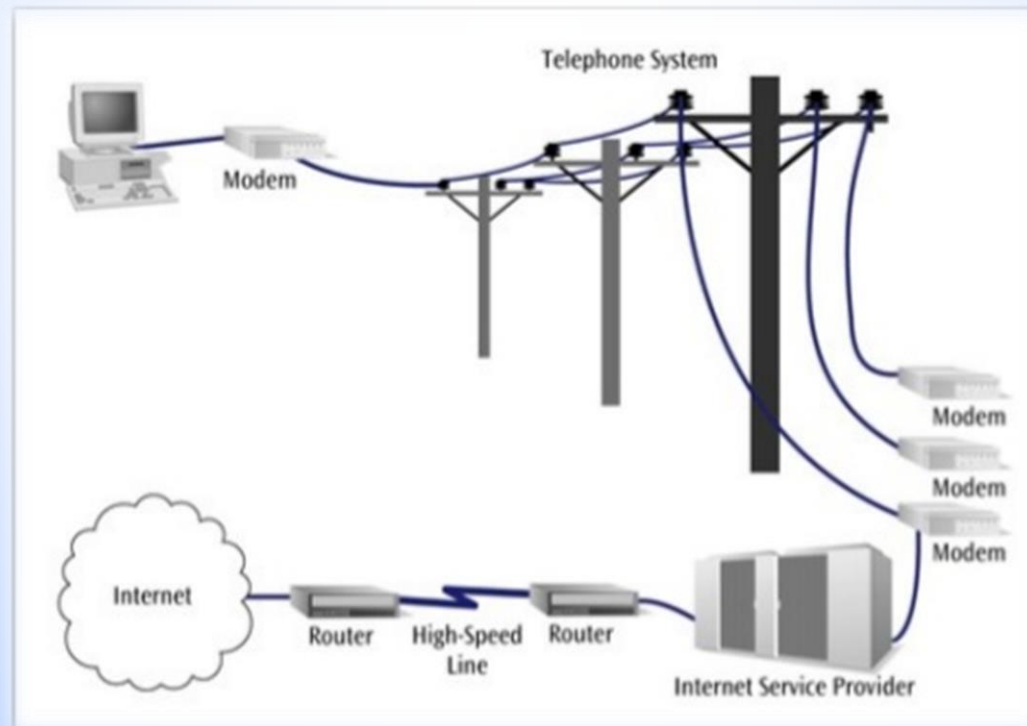 Telephone System
Modem
Modem
Modem
Modem
Internet
Router
High-Speed
Line
Router
Internet Service Provider